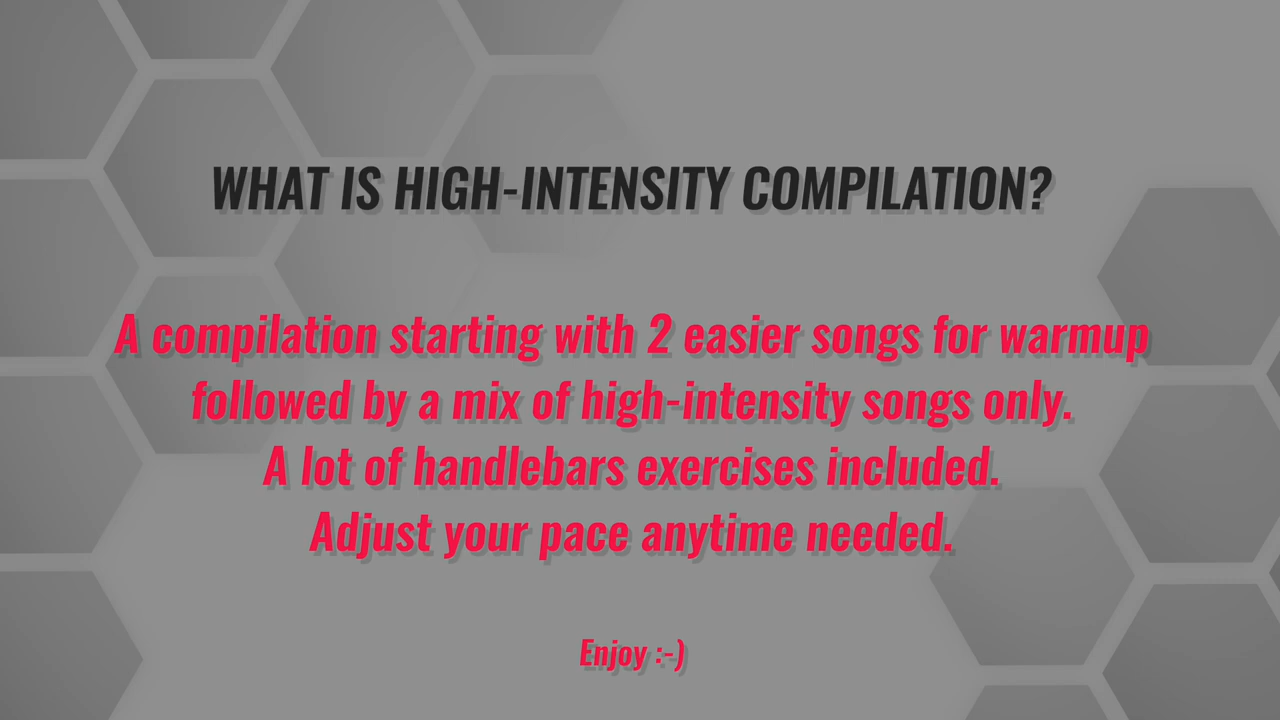 WHAT IS HIGH-INTENSITY COMPILATION?
A compilation starting with 2 easier songs for warmup
followed by a mix of high-intensity songs only.
A lot of handlebars exercises included.
Adjust your pace anytime needed.
Enjoy :-)